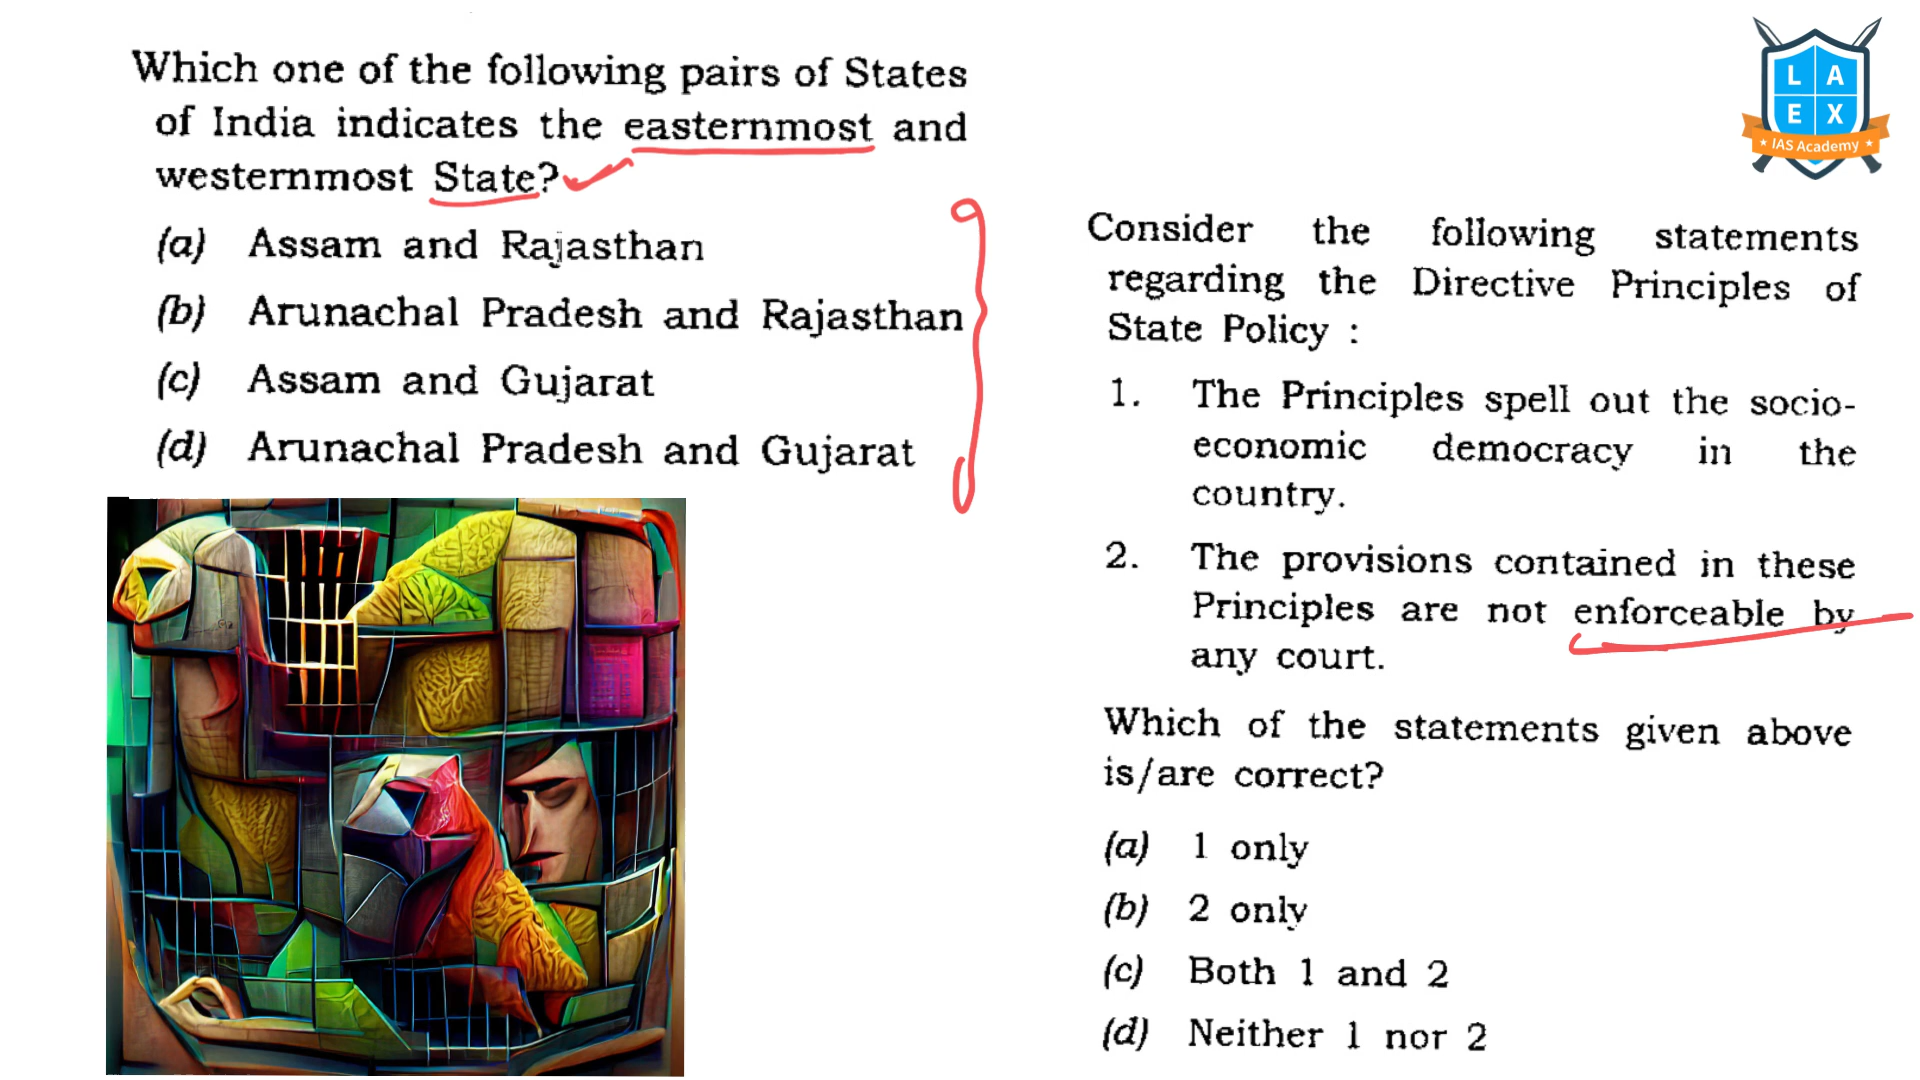 Which one of the following pairs of States
of India indicates the easternmost and
westernmost State?
(a) Assam and Rajasthan
(b) Arunachal Pradesh and Rajasthan
(c) Assam and Gujarat
(d) Arunachal Pradesh and Gujarat
L A
E X
★ IAS Academy ★
Consider the following statements
regarding the Directive Principles of
State Policy :
1. The Principles spell out the socio-
economic democracy in the
country.
2. The provisions contained in these
Principles are not enforceable by
any court.
Which of the statements given above
is/are correct?
(a) 1 only
(b) 2 only
(c) Both 1 and 2
(d) Neither 1 nor 2